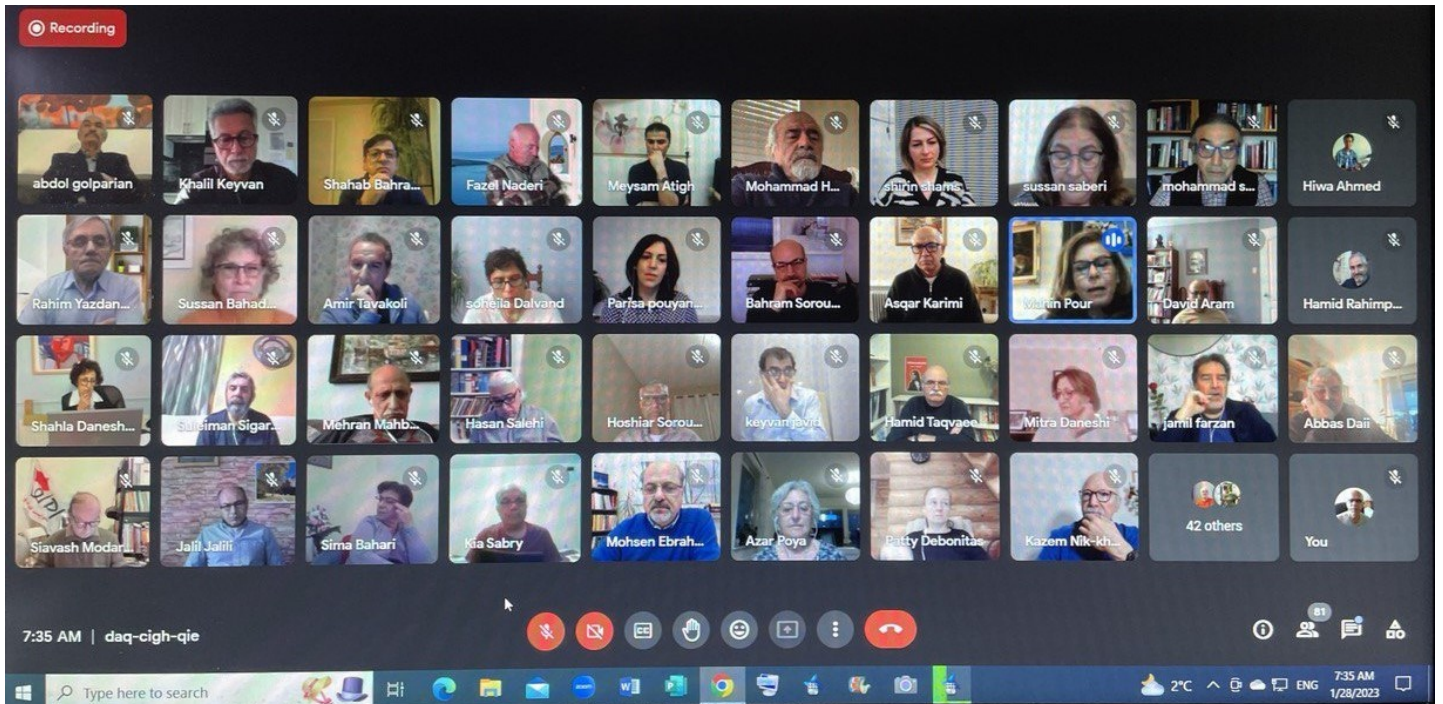 Recording
abdol golparian
Khalil Keyvan
Shahab Bahra...
Fazel Naderi
Meysam Atigh
Mohammad H...
shirin shams
sussan saberi
mohammad s...
Hiwa Ahmed
Rahim Yazdan...
Sussan Bahad...
Amir Tavakoli
soheila Dalvand
Parisa pouyan...
Bahram Sorou...
Asqar Karimi
Mahin Pour
David Aram
Hamid Rahimp...
Shahla Danesh...
Suleiman Sigar...
Mehran Mahb...
Hasan Salehi
Hoshiar Sorou...
keyvan javid
Hamid Taqvaee
Mitra Daneshi
jamil farzan
Abbas Daii
Siavash Modar...
Jalil Jalili
Sima Bahari
Kia Sabry
Mohsen Ebrah...
Azar Poya
Patty Debonitas
Kazem Nik-kh...
42 others
You
7:35 AM | daq-cigh-qie
CC
81
Type here to search
zoom
2°C
ENG
7:35 AM
1/28/2023